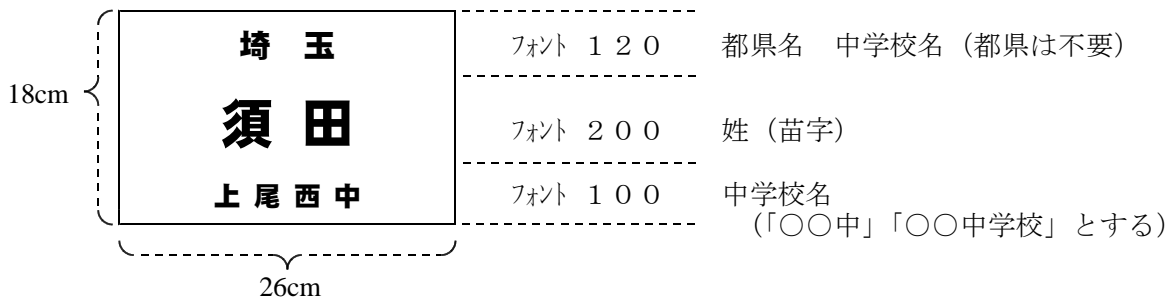 埼 玉
須 田
上 尾 西 中
18cm
26cm
ﾌｫﾝﾄ １２０ 都県名 中学校名（都県は不要）
ﾌｫﾝﾄ ２００ 姓（苗字）
ﾌｫﾝﾄ １００ 中学校名
（「○○中」「○○中学校」とする）